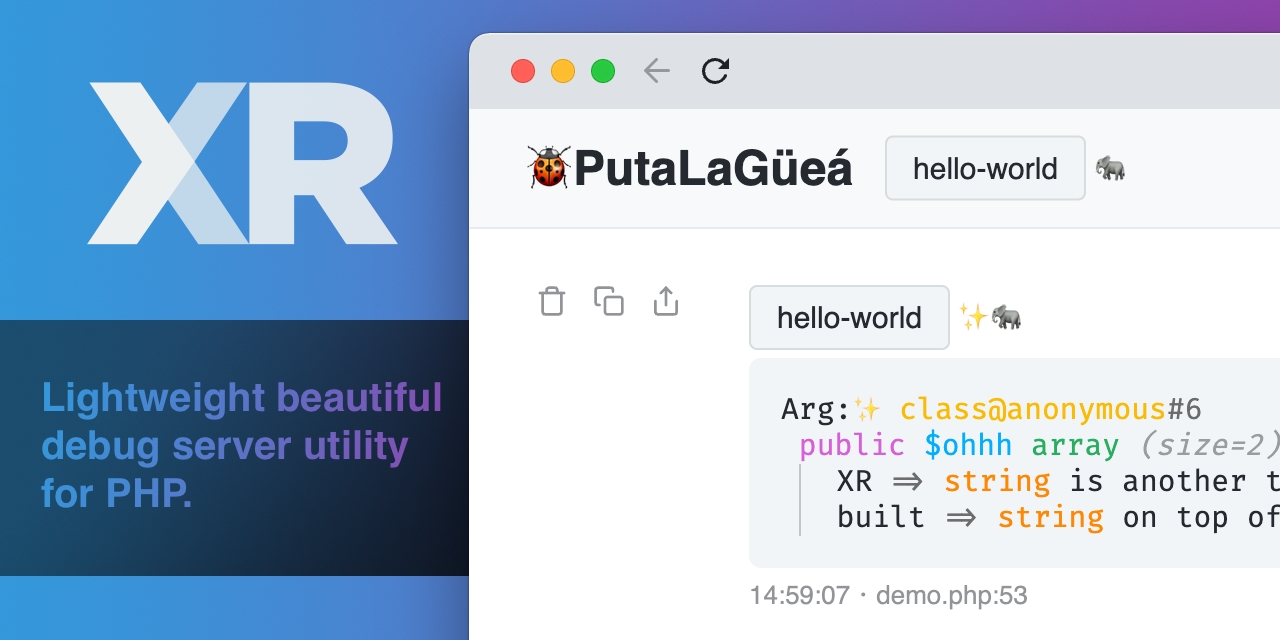 XR
Lightweight beautiful
debug server utility
for PHP.
🐞PutaLaGüeá hello-world 🐘
hello-world ✨🐘
Arg:✨ class@anonymous#6
public $ohhh array (size=2)
XR => string is another t
built => string on top of
14:59:07 · demo.php:53